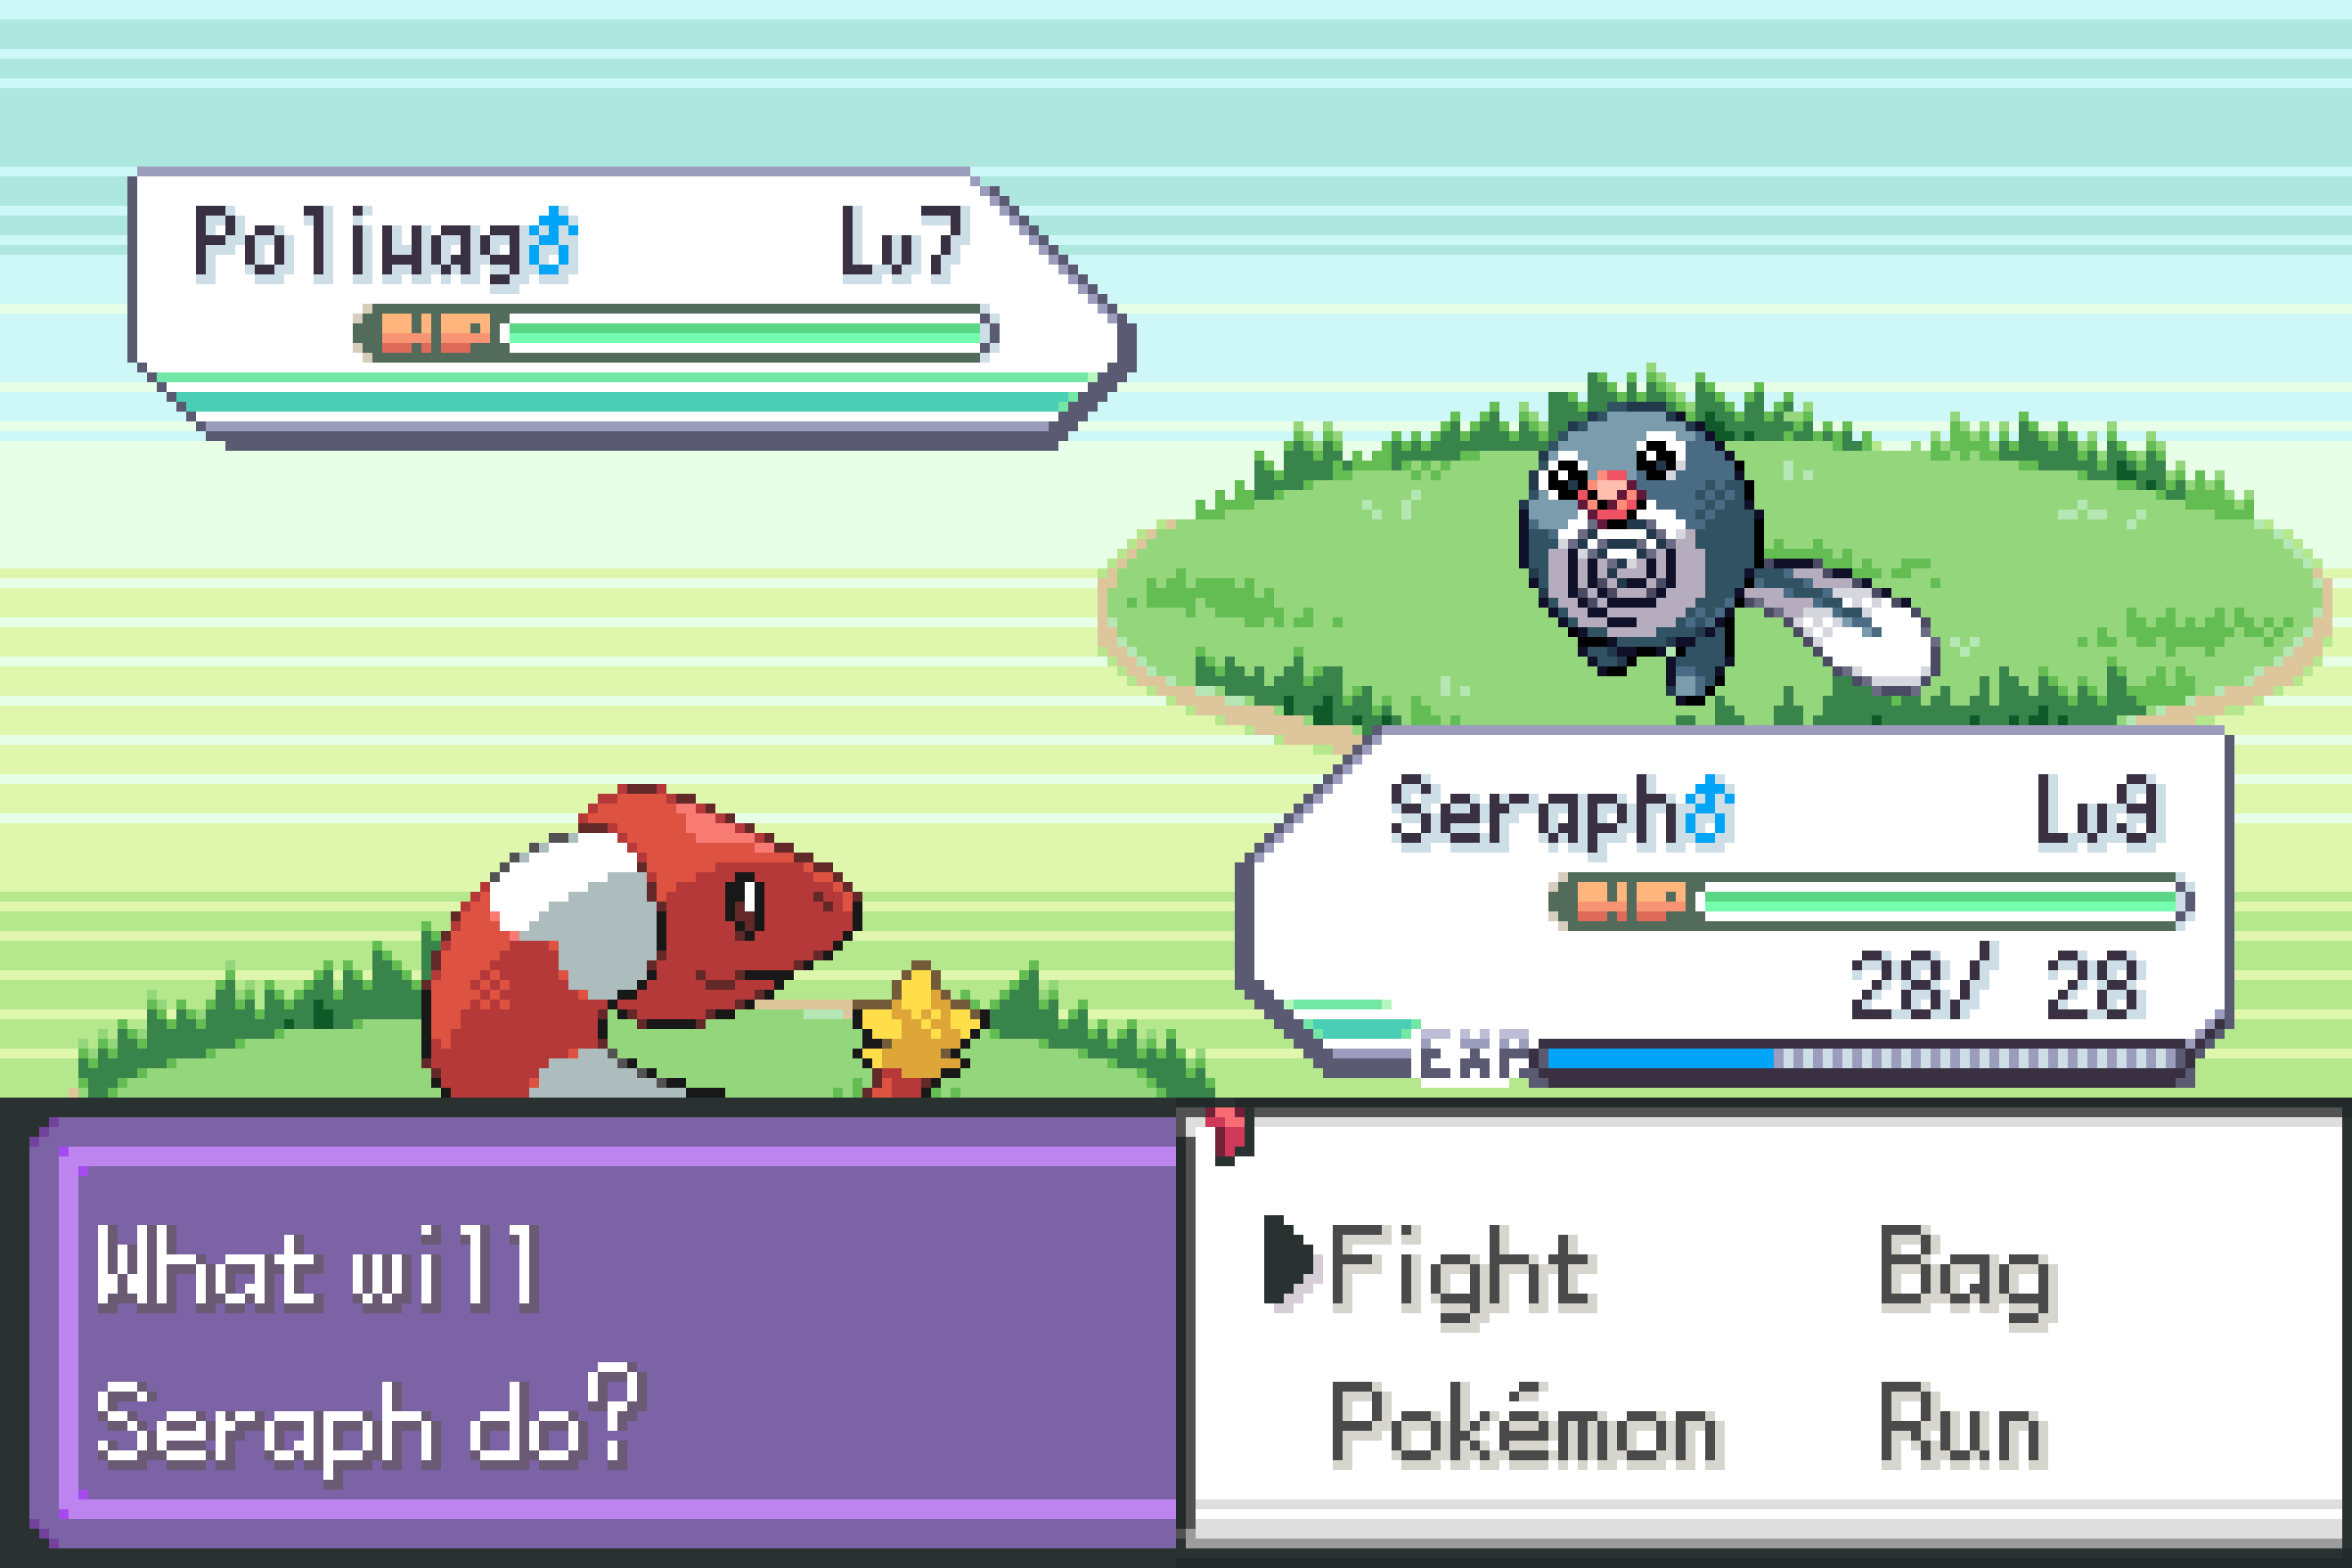 Poliwag♂ Lv7
HP
Seraph♂ Lv9
HP
28/ 28
EXP
What will
Seraph do?
Fight Bag
Pokémon Run